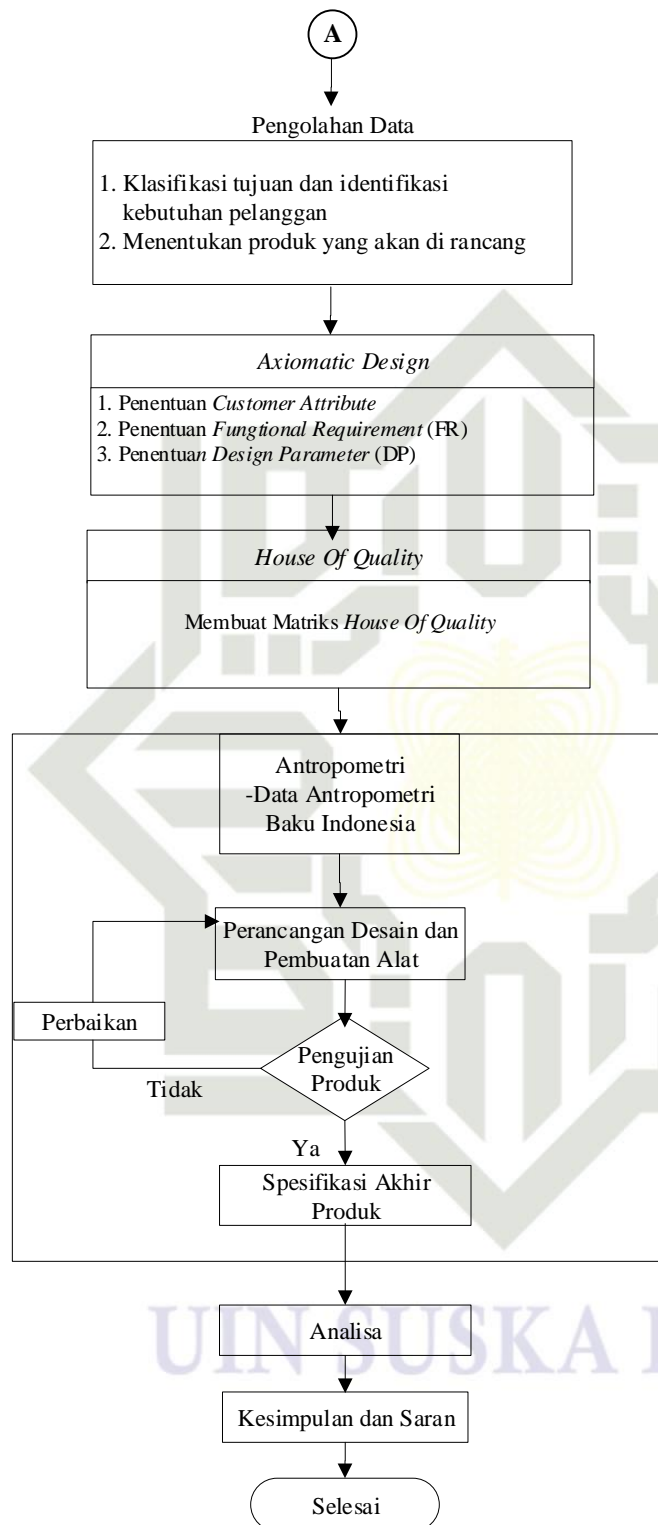 A
Pengolahan Data
1. Klasifikasi tujuan dan identifikasi
kebutuhan pelanggan
2. Menentukan produk yang akan di rancang
Axiomatic Design
1. Penentuan Customer Attribute
2. Penentuan Fungtional Requirement (FR)
3. Penentuan Design Parameter (DP)
House Of Quality
Membuat Matriks House Of Quality
Antropometri
-Data Antropometri
Baku Indonesia
Perancangan Desain dan
Pembuatan Alat
Perbaikan
Pengujian
Produk
Tidak
Ya
Spesifikasi Akhir
Produk
UIN SUSKA
Analisa
Kesimpulan dan Saran
Selesai